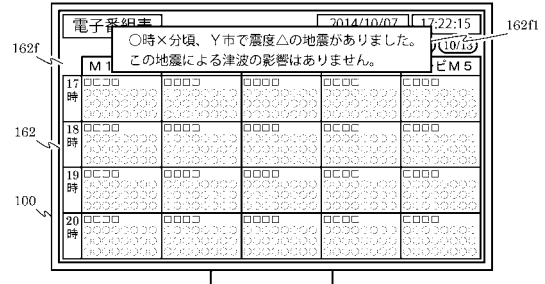 電子番組表 2014/10/07 17:22:15
162f1
162f
○時×分頃、Y市で震度△の地震がありました。
この地震による津波の影響はありません。
(10/13)
M1 ビM5
17時 □□□□ □□□□ □□□□ □□□□ □□□□
162
18時 □□□□ □□□□ □□□□ □□□□ □□□□
19時 □□□□ □□□□ □□□□ □□□□ □□□□
100
20時 □□□□ □□□□ □□□□ □□□□ □□□□